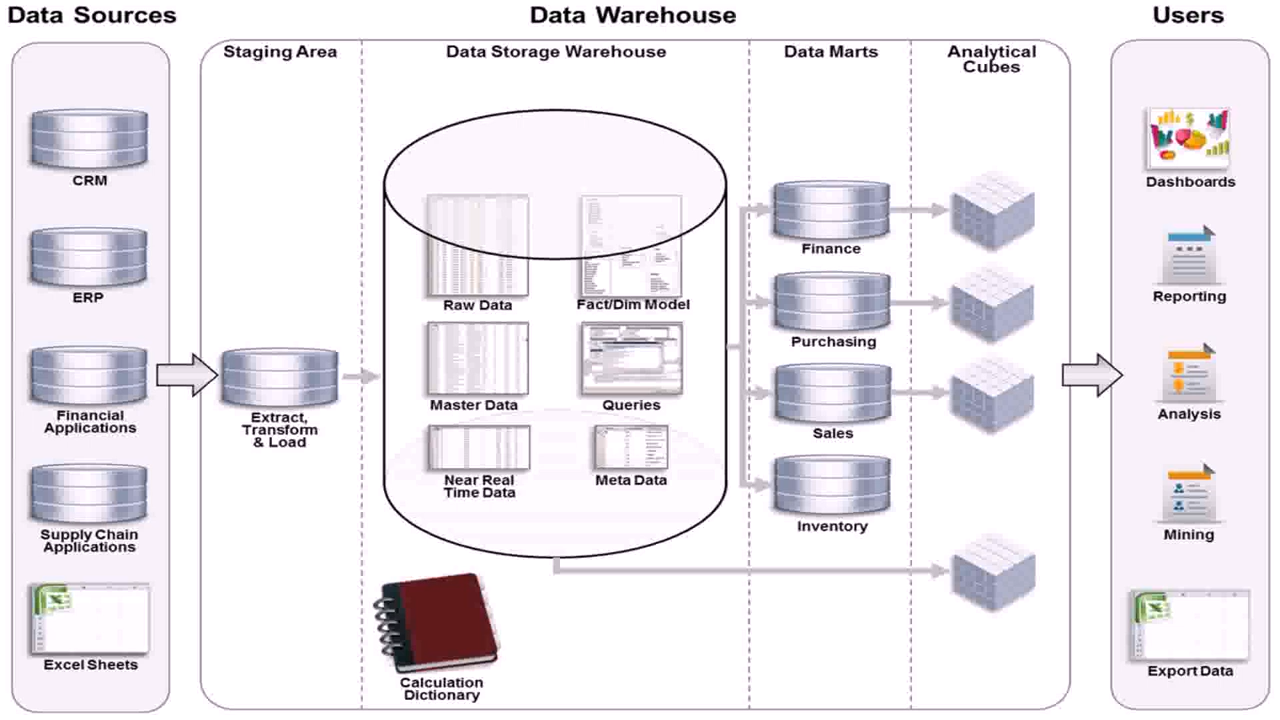 Data Sources
Data Warehouse
Users
Staging Area
Data Storage Warehouse
Data Marts
Analytical
Cubes
CRM
ERP
Financial
Applications
Supply Chain
Applications
Excel Sheets
Extract,
Transform
& Load
Raw Data
Fact/Dim Model
Master Data
Queries
Near Real
Time Data
Meta Data
Calculation
Dictionary
Finance
Purchasing
Sales
Inventory
Dashboards
Reporting
Analysis
Mining
Export Data